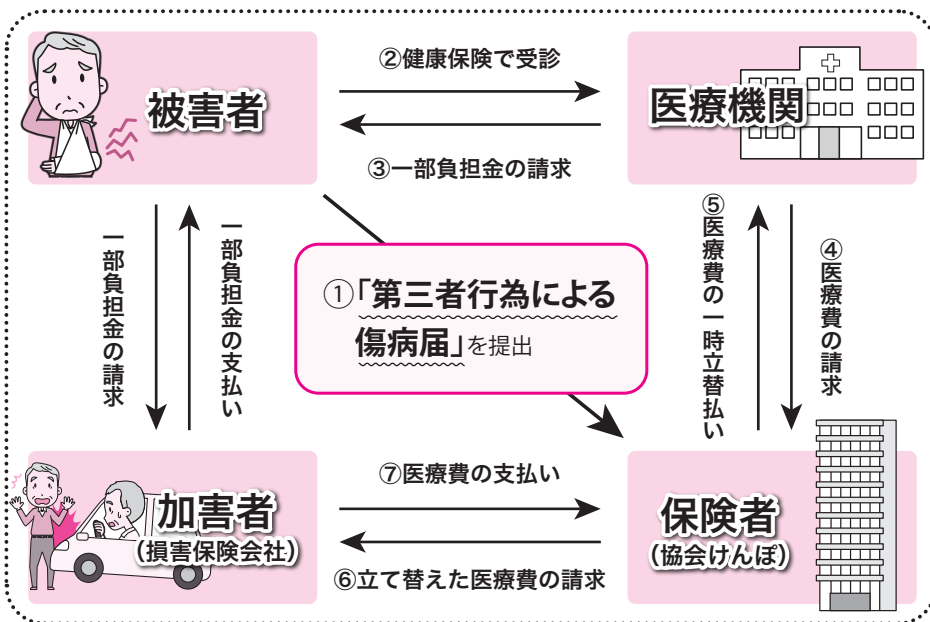 ②健康保険で受診
被害者
医療機関
③一部負担金の請求
一部負担金の請求
一部負担金の支払い
①「第三者行為による
傷病届」を提出
⑤医療費の一時立替払い
④医療費の請求
⑦医療費の支払い
加害者
(損害保険会社)
保険者
(協会けんぽ)
⑥立て替えた医療費の請求